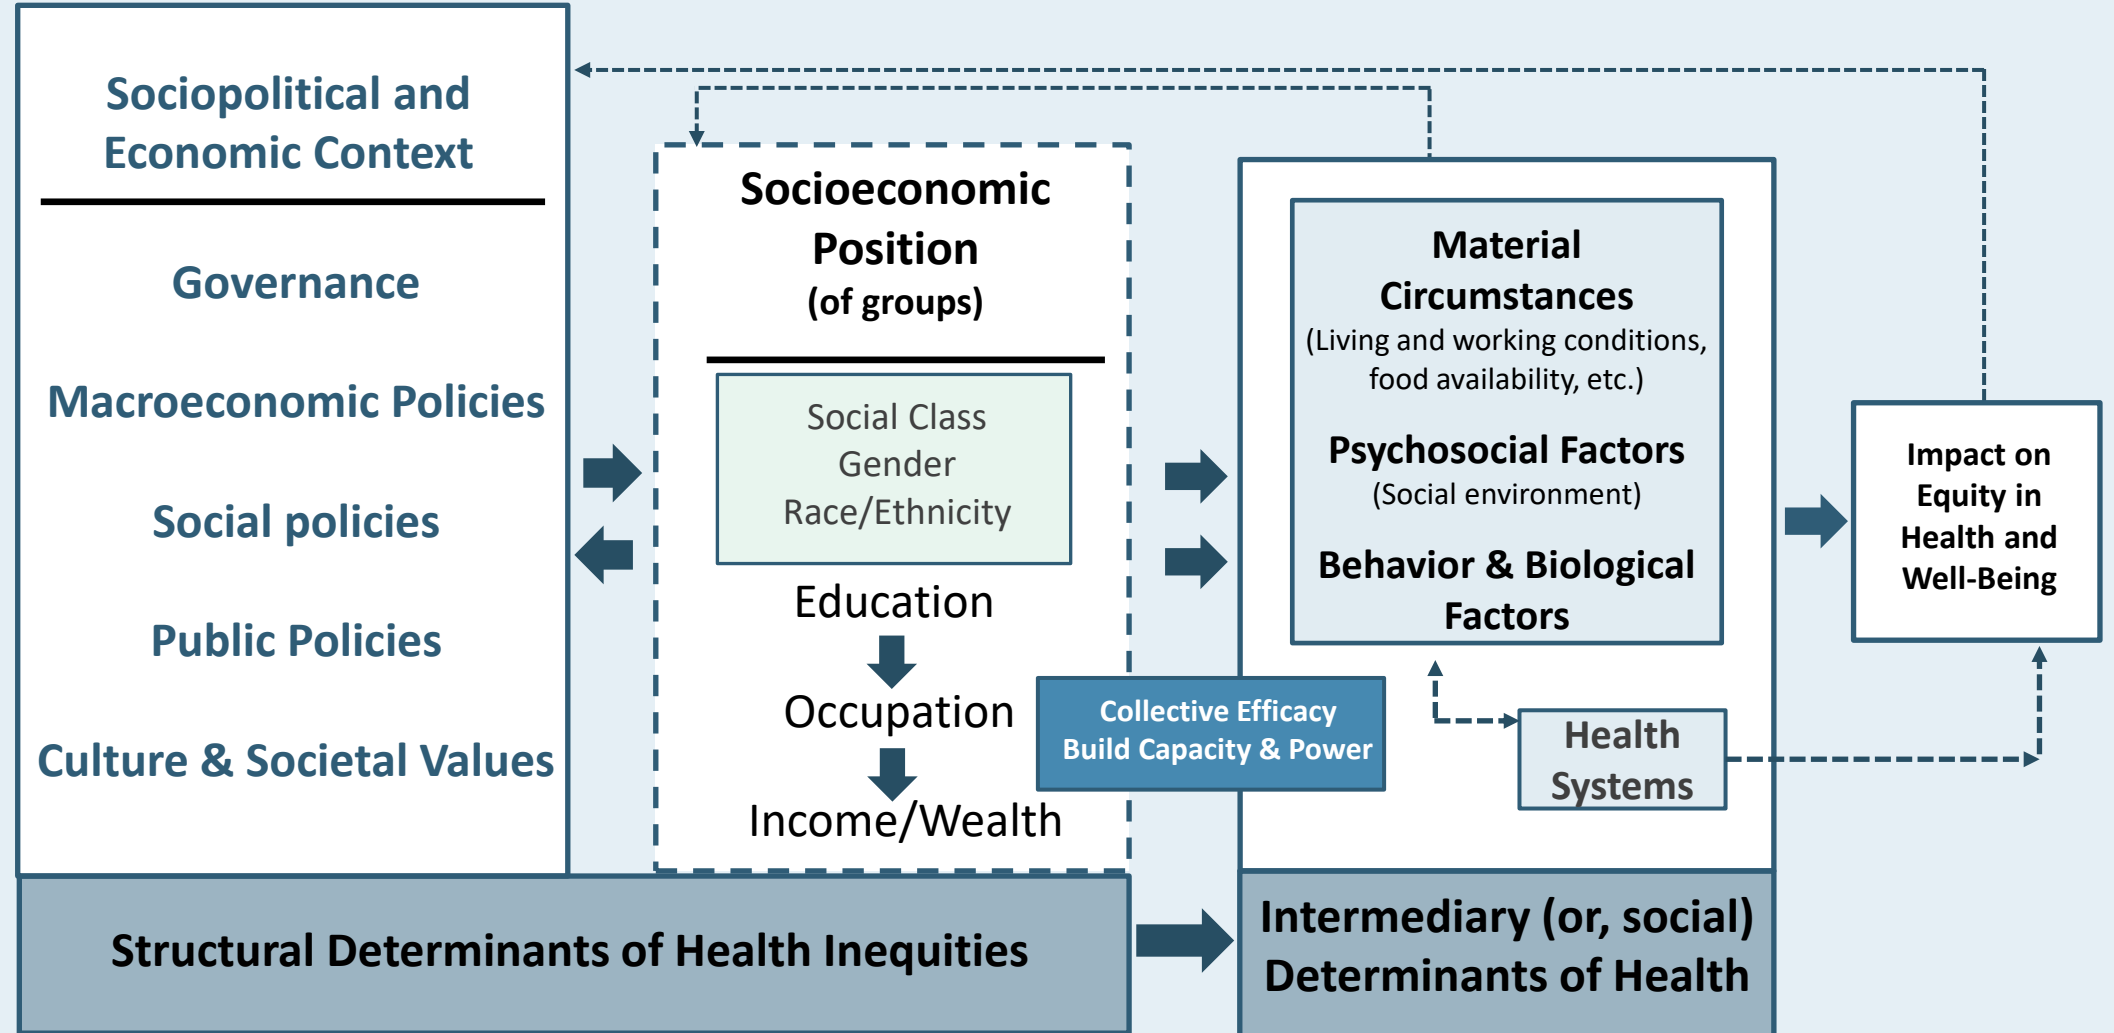 Sociopolitical and
Economic Context
Governance
Macroeconomic Policies
Social policies
Public Policies
Culture & Societal Values
Socioeconomic
Position
(of groups)
Social Class
Gender
Race/Ethnicity
Education
Occupation
Income/Wealth
Collective Efficacy
Build Capacity & Power
Material
Circumstances
(Living and working conditions,
food availability, etc.)
Psychosocial Factors
(Social environment)
Behavior & Biological
Factors
Health
Systems
Impact on
Equity in
Health and
Well-Being
Structural Determinants of Health Inequities
Intermediary (or, social)
Determinants of Health